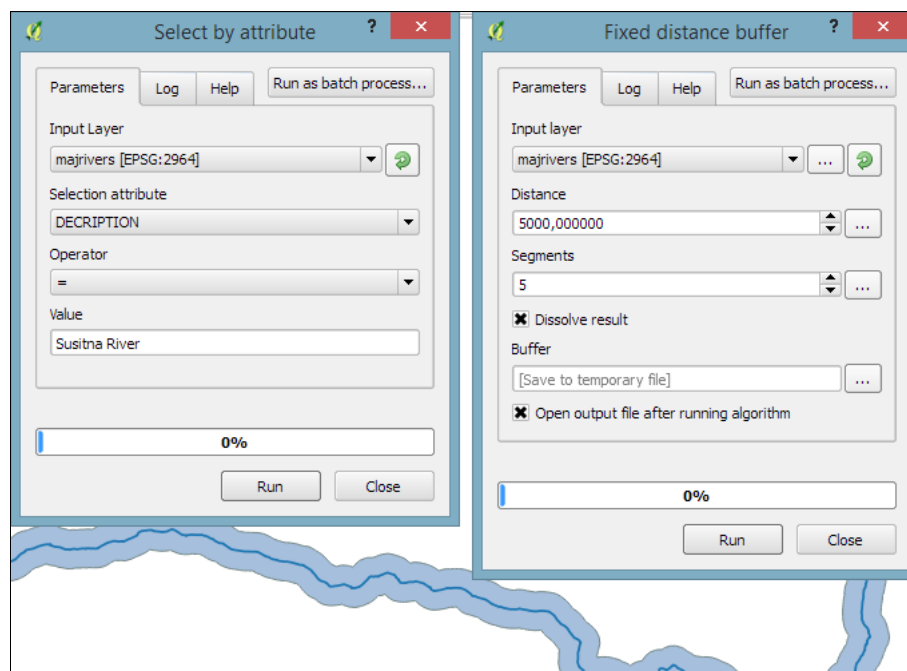 Select by attribute ? ×
Parameters Log Help Run as batch process...
Input Layer
majrivers [EPSG:2964]
Selection attribute
DECRIPTION
Operator
=
Value
Susitna River
0%
Run Close
Fixed distance buffer ? ×
Parameters Log Help Run as batch process...
Input layer
majrivers [EPSG:2964] ...
Distance
5000,000000 ...
Segments
5 ...
Dissolve result
Buffer
[Save to temporary file] ...
Open output file after running algorithm
0%
Run Close